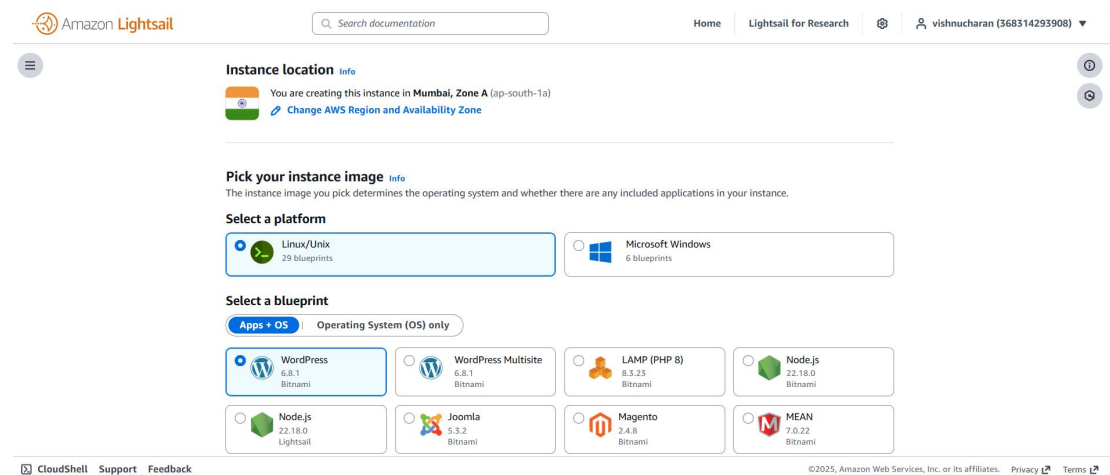 Amazon Lightsail
Search documentation
Home
Lightsail for Research
vishnucharan (368314293908)
Instance location Info
You are creating this instance in Mumbai, Zone A (ap-south-1a)
Change AWS Region and Availability Zone
Pick your instance image Info
The instance image you pick determines the operating system and whether there are any included applications in your instance.
Select a platform
Linux/Unix
29 blueprints
Microsoft Windows
6 blueprints
Select a blueprint
Apps + OS
Operating System (OS) only
WordPress
6.8.1
Bitnami
WordPress Multisite
6.8.1
Bitnami
LAMP (PHP 8)
8.3.23
Bitnami
Node.js
22.18.0
Bitnami
Node.js
22.18.0
Lightsail
Joomla
5.3.2
Bitnami
Magento
2.4.8
Bitnami
MEAN
7.0.22
Bitnami
CloudShell Support Feedback
©2025, Amazon Web Services, Inc. or its affiliates. Privacy Terms